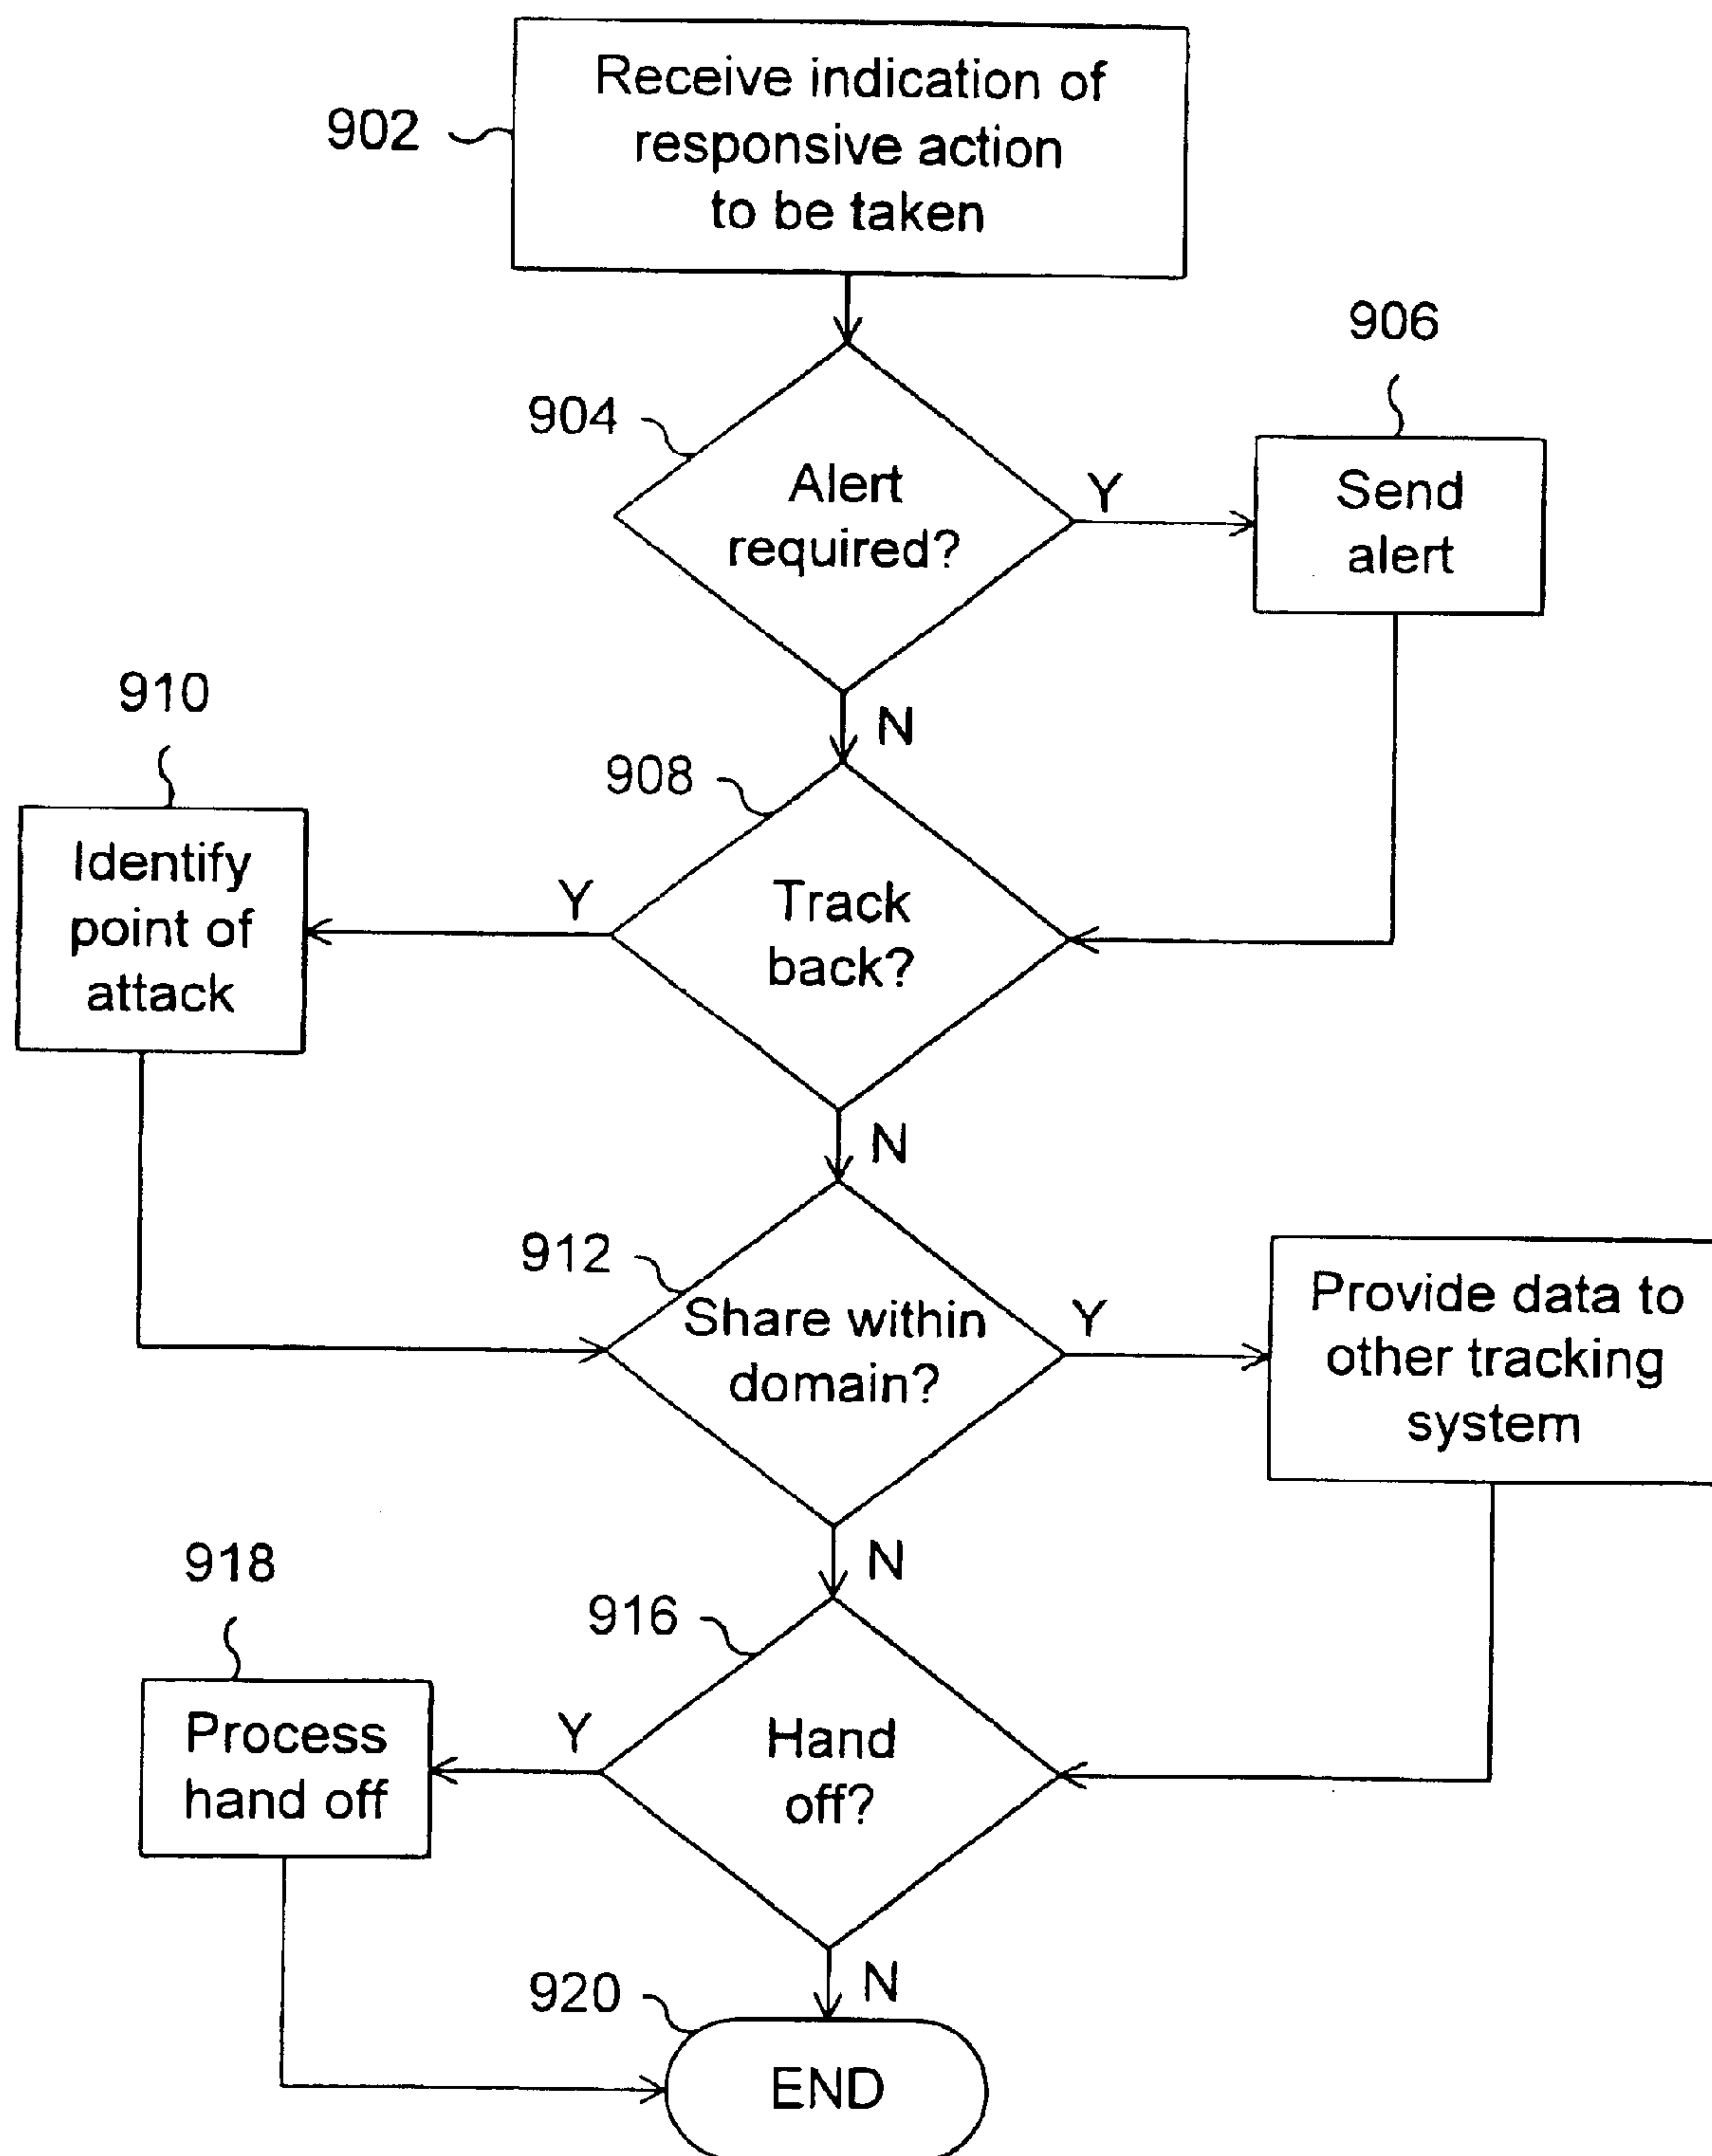 902
Receive indication of
responsive action
to be taken
906
904
Alert
required?
Y
Send
alert
N
910
908
Identify
point of
attack
Y
Track
back?
N
912
Share within
domain?
Y
Provide data to
other tracking
system
N
918
916
Process
hand off
Y
Hand
off?
N
920
END